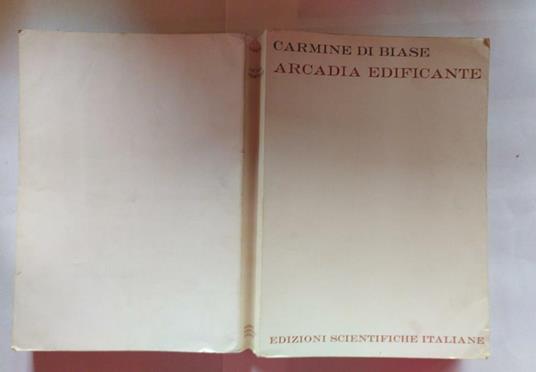 CARMINE DI BIASE
ARCADIA EDIFICANTE
EDIZIONI SCIENTIFICHE ITALIANE